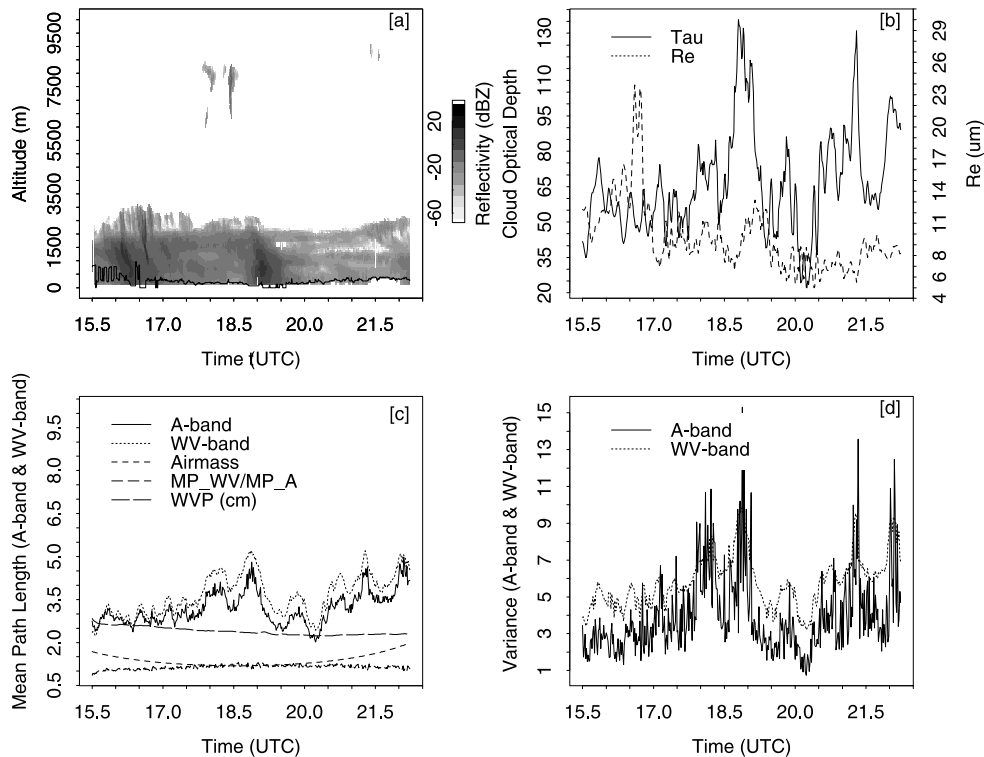 [a]
Altitude (m)
9500
7500
5500
3500
1500
0
15.5 17.0 18.5 20.0 21.5
Time (UTC)
20
-20
-60
Reflectivity (dBZ)
[b]
Tau
Re
Cloud Optical Depth
130
110
90
80
65
50
35
20
Re (um)
29
26
23
20
17
14
11
8
6
4
15.5 17.0 18.5 20.0 21.5
Time (UTC)
[c]
A-band
WV-band
Airmass
MP_WV/MP_A
WVP (cm)
Mean Path Length (A-band & WV-band)
9.5
8.0
6.5
5.0
3.5
2.0
0.5
15.5 17.0 18.5 20.0 21.5
Time (UTC)
[d]
A-band
WV-band
Variance (A-band & WV-band)
15
13
11
9
7
5
3
1
15.5 17.0 18.5 20.0 21.5
Time (UTC)